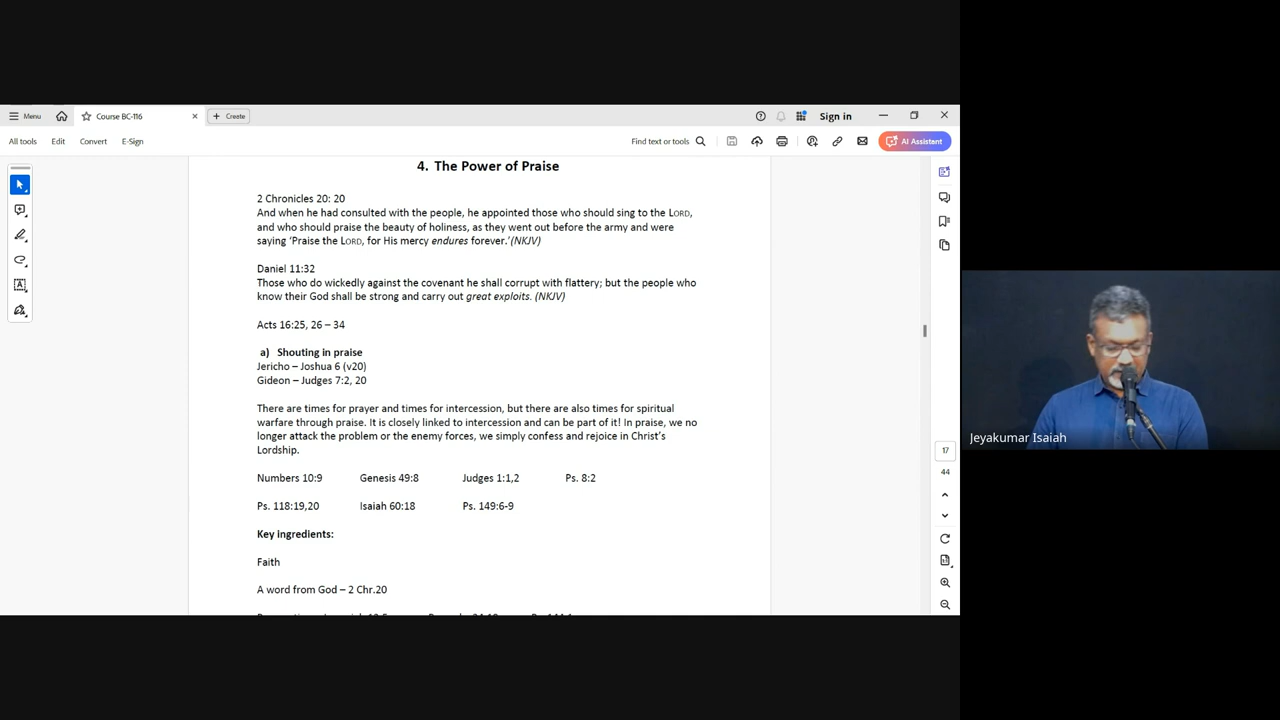 Menu
Course BC-116
Create
Sign in
All tools
Edit
Convert
E-Sign
Find text or tools
AI Assistant
4. The Power of Praise
2 Chronicles 20: 20
And when he had consulted with the people, he appointed those who should sing to the LORD,
and who should praise the beauty of holiness, as they went out before the army and were
saying ‘Praise the LORD, for His mercy endures forever.’(NKJV)
Daniel 11:32
Those who do wickedly against the covenant he shall corrupt with flattery; but the people who
know their God shall be strong and carry out great exploits. (NKJV)
Acts 16:25, 26 – 34
a) Shouting in praise
Jericho – Joshua 6 (v20)
Gideon – Judges 7:2, 20
There are times for prayer and times for intercession, but there are also times for spiritual
warfare through praise. It is closely linked to intercession and can be part of it! In praise, we no
longer attack the problem or the enemy forces, we simply confess and rejoice in Christ’s
Lordship.
Numbers 10:9 Genesis 49:8 Judges 1:1,2 Ps. 8:2
Ps. 118:19,20 Isaiah 60:18 Ps. 149:6-9
Key ingredients:
Faith
A word from God – 2 Chr.20
17
44
Jeyakumar Isaiah